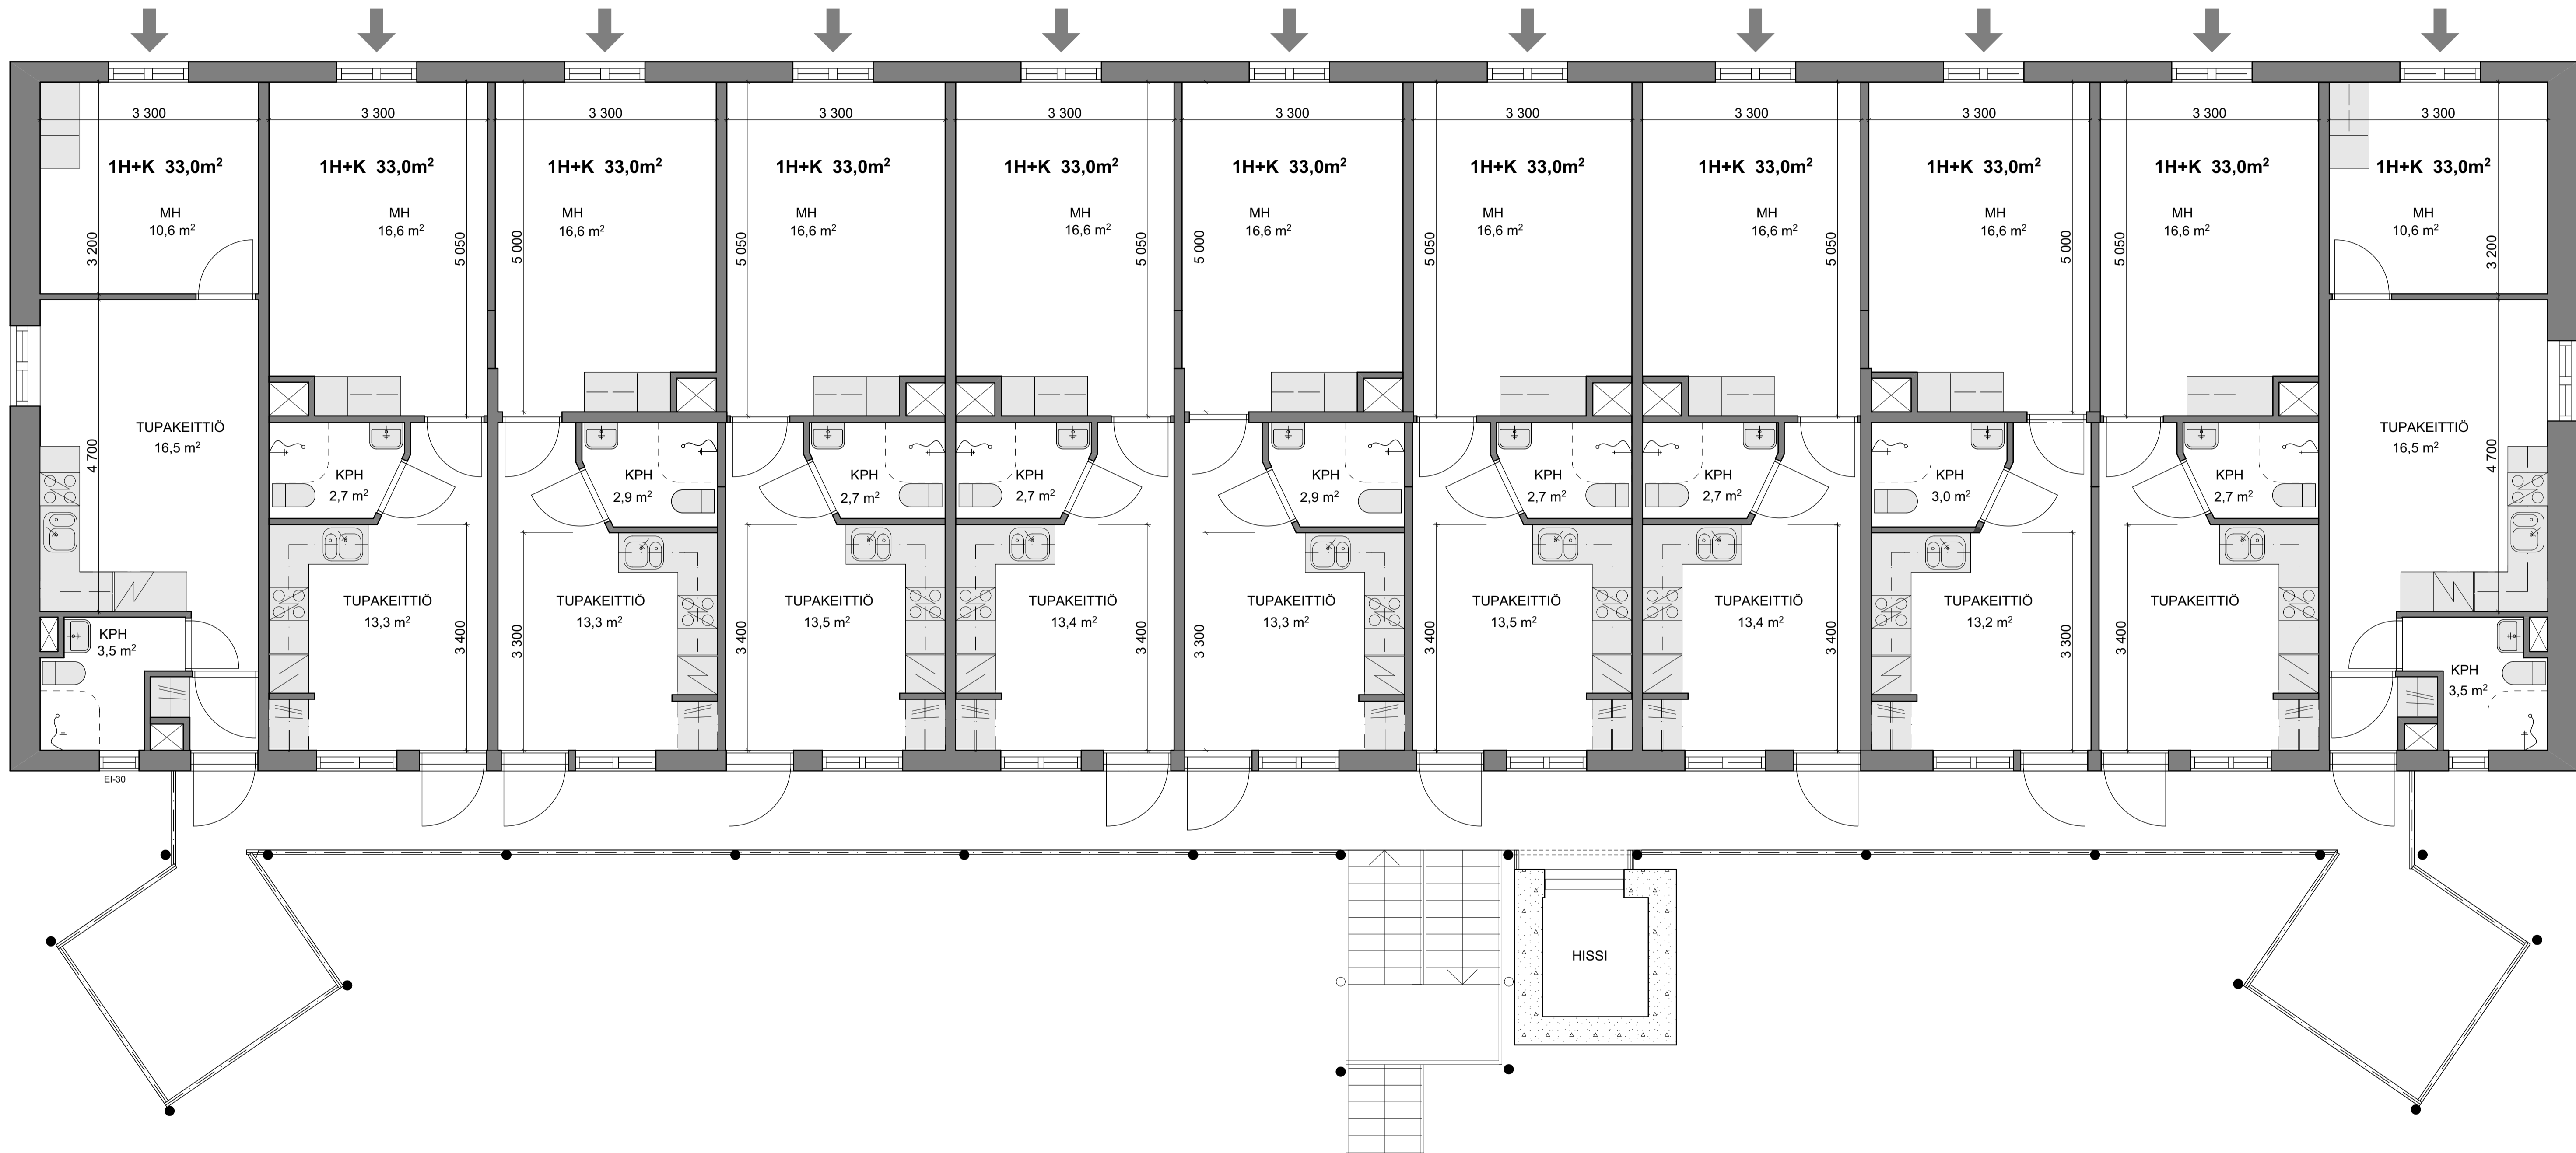 3 300
3 300
3 300
3 300
3 300
3 300
3 300
3 300
3 300
3 300
3 300
1H+K 33,0m²
1H+K 33,0m²
1H+K 33,0m²
1H+K 33,0m²
1H+K 33,0m²
1H+K 33,0m²
1H+K 33,0m²
1H+K 33,0m²
1H+K 33,0m²
1H+K 33,0m²
1H+K 33,0m²
MH
10,6 m²
MH
16,6 m²
MH
16,6 m²
MH
16,6 m²
MH
16,6 m²
MH
16,6 m²
MH
16,6 m²
MH
16,6 m²
MH
16,6 m²
MH
16,6 m²
MH
10,6 m²
3 200
5 050
5 000
5 050
5 050
5 000
5 050
5 050
5 000
5 050
3 200
TUPAKEITTIÖ
16,5 m²
4 700
KPH
2,7 m²
KPH
2,9 m²
KPH
2,7 m²
KPH
2,7 m²
KPH
2,9 m²
KPH
2,7 m²
KPH
2,7 m²
KPH
3,0 m²
KPH
2,7 m²
TUPAKEITTIÖ
16,5 m²
4 700
KPH
3,5 m²
TUPAKEITTIÖ
13,3 m²
3 400
3 300
TUPAKEITTIÖ
13,3 m²
3 400
TUPAKEITTIÖ
13,5 m²
TUPAKEITTIÖ
13,4 m²
3 400
3 300
TUPAKEITTIÖ
13,3 m²
3 400
TUPAKEITTIÖ
13,5 m²
TUPAKEITTIÖ
13,4 m²
3 400
TUPAKEITTIÖ
13,2 m²
3 300
3 400
TUPAKEITTIÖ
KPH
3,5 m²
EI-30
HISSI